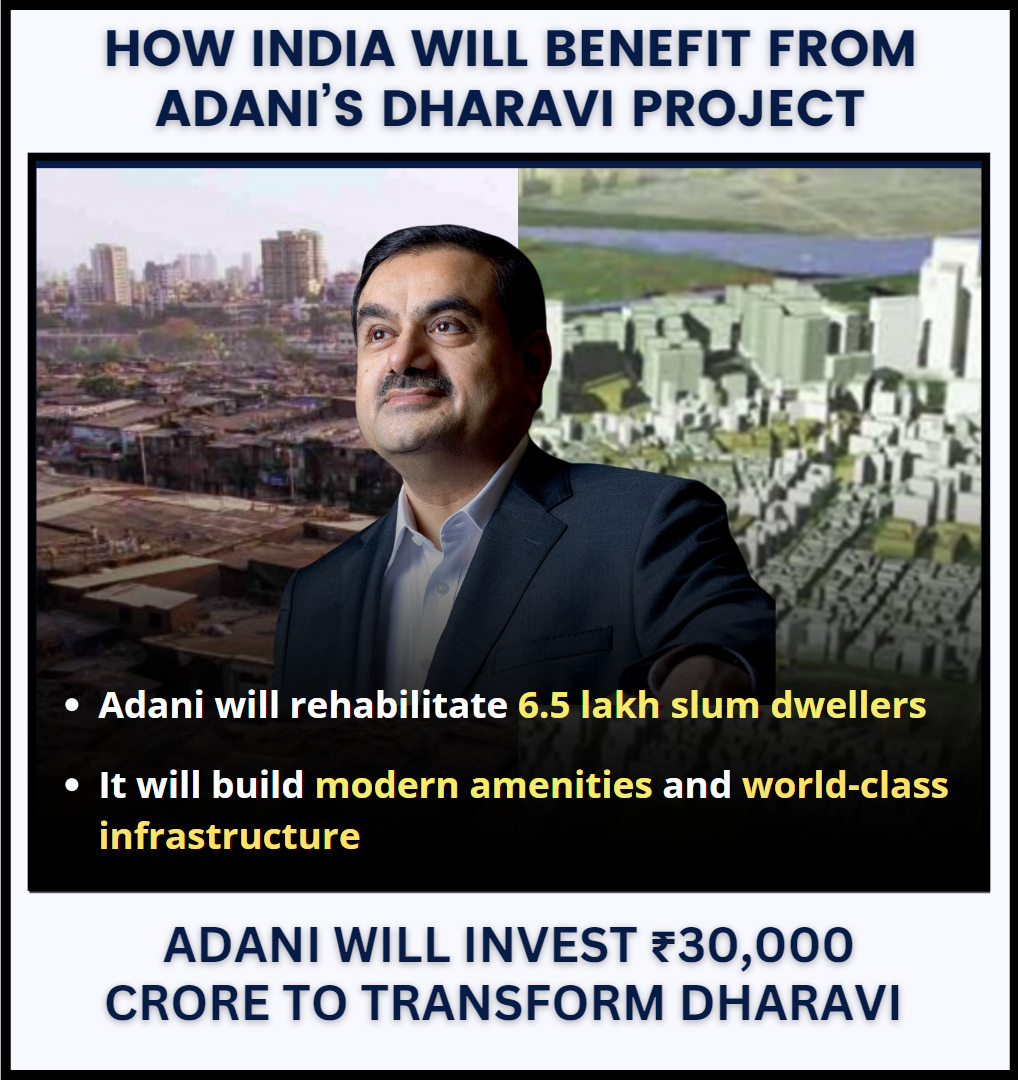 HOW INDIA WILL BENEFIT FROM
ADANI’S DHARAVI PROJECT
• Adani will rehabilitate 6.5 lakh slum dwellers
• It will build modern amenities and world-class
infrastructure
ADANI WILL INVEST ₹30,000
CRORE TO TRANSFORM DHARAVI